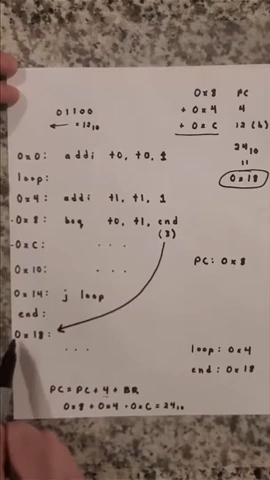 0x8 PC
+ 0x4 4
+ 0xC 12 (b)
24₁₀
11
0x18
01100
= 12₁₀
0x0: addi t0, t0, 1
loop:
0x4: addi t1, t1, 1
0x8: beq t0, t1, end
(3)
0xC: ...
0x10: ...
PC: 0x8
0x14: j loop
end:
0x18:
...
loop: 0x4
end: 0x18
PC = PC + 4 + BR
0x8 + 0x4 + 0xC = 24₁₀